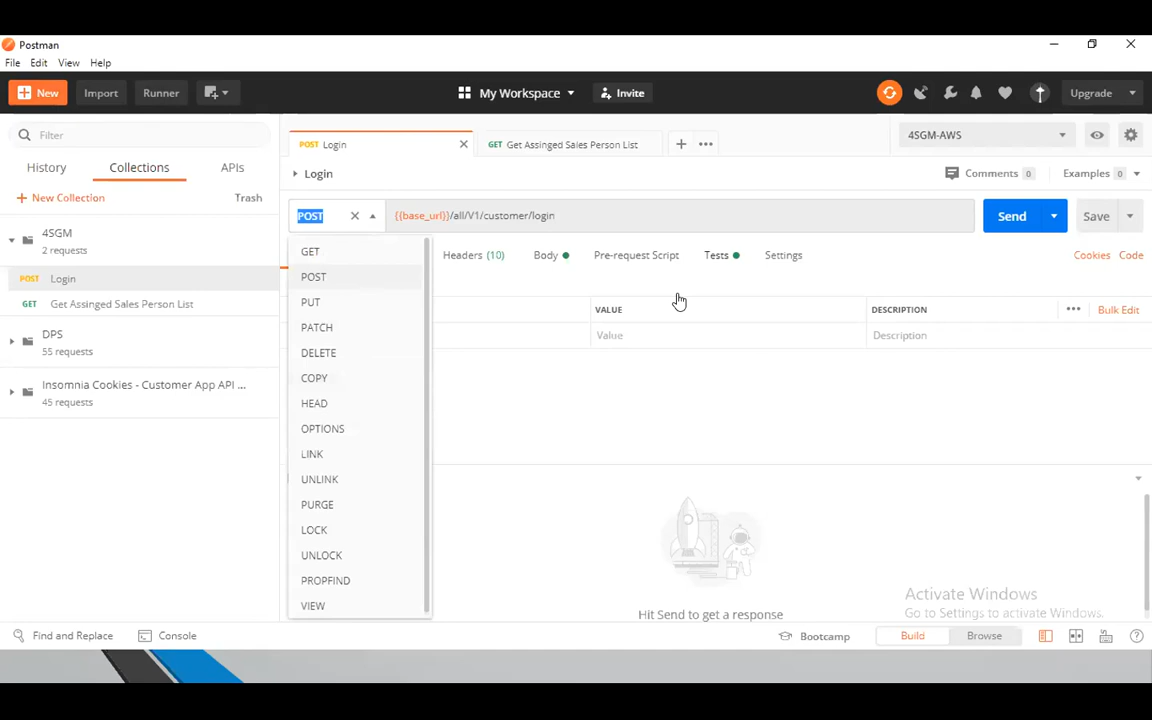 Postman
File Edit View Help
New Import Runner My Workspace Invite Upgrade
Filter
History Collections APIs
New Collection Trash
4SGM
2 requests
POST Login
GET Get Assinged Sales Person List
DPS
55 requests
Insomnia Cookies - Customer App API ...
45 requests
POST Login GET Get Assinged Sales Person List 4SGM-AWS
Login Comments 0 Examples 0
POST {{base_url}}/all/V1/customer/login Send Save
Headers (10) Body Pre-request Script Tests Settings Cookies Code
VALUE DESCRIPTION Bulk Edit
Value Description
GET
POST
PUT
PATCH
DELETE
COPY
HEAD
OPTIONS
LINK
UNLINK
PURGE
LOCK
UNLOCK
PROPFIND
VIEW
Hit Send to get a response
Activate Windows
Go to Settings to activate Windows.
Find and Replace Console Bootcamp Build Browse